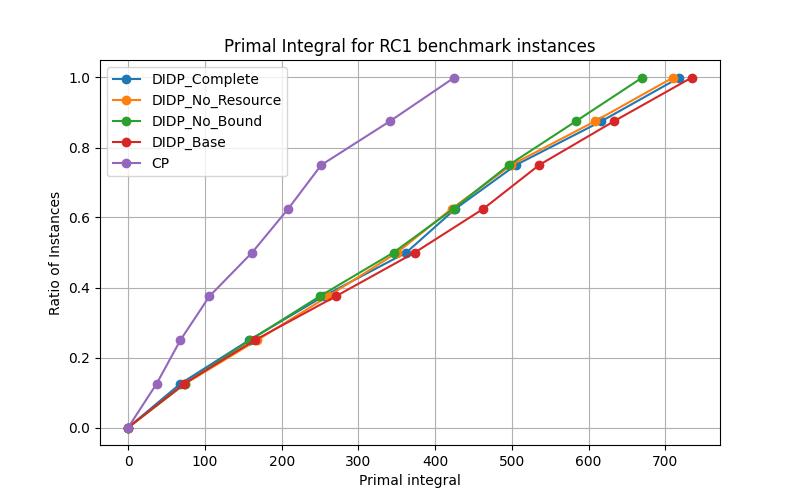 Primal Integral for RC1 benchmark instances
DIDP_Complete
DIDP_No_Resource
DIDP_No_Bound
DIDP_Base
CP
Ratio of Instances
1.0
0.8
0.6
0.4
0.2
0.0
0 100 200 300 400 500 600 700
Primal integral